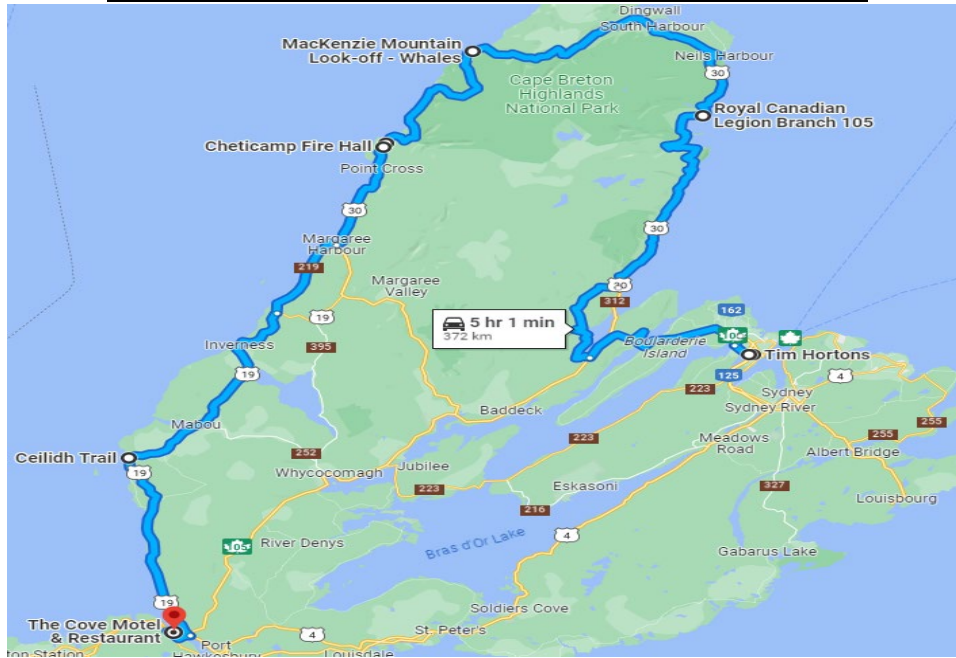 Dingwall
South Harbour
MacKenzie Mountain
Look-off - Whales
Neils Harbour
30
Cape Breton
Highlands
National Park
Royal Canadian
Legion Branch 105
Cheticamp Fire Hall
Point Cross
30
30
Margaree
Harbour
219
Margaree
Valley
30
312
162
19
5 hr 1 min
372 km
Boularderie
Island
Inverness
395
Tim Hortons
19
125
223
4
Sydney
Sydney River
Baddeck
Mabou
223
Meadows
Road
255
255
Albert Bridge
Ceilidh Trail
19
252
Whycocomagh
Jubilee
223
Eskasoni
327
Louisbourg
216
105
River Denys
Bras d'Or Lake
4
Gabarus Lake
19
Soldiers Cove
The Cove Motel
& Restaurant
St. Peter's
4
Port
Hawkesbury
Louisdale
ton Station